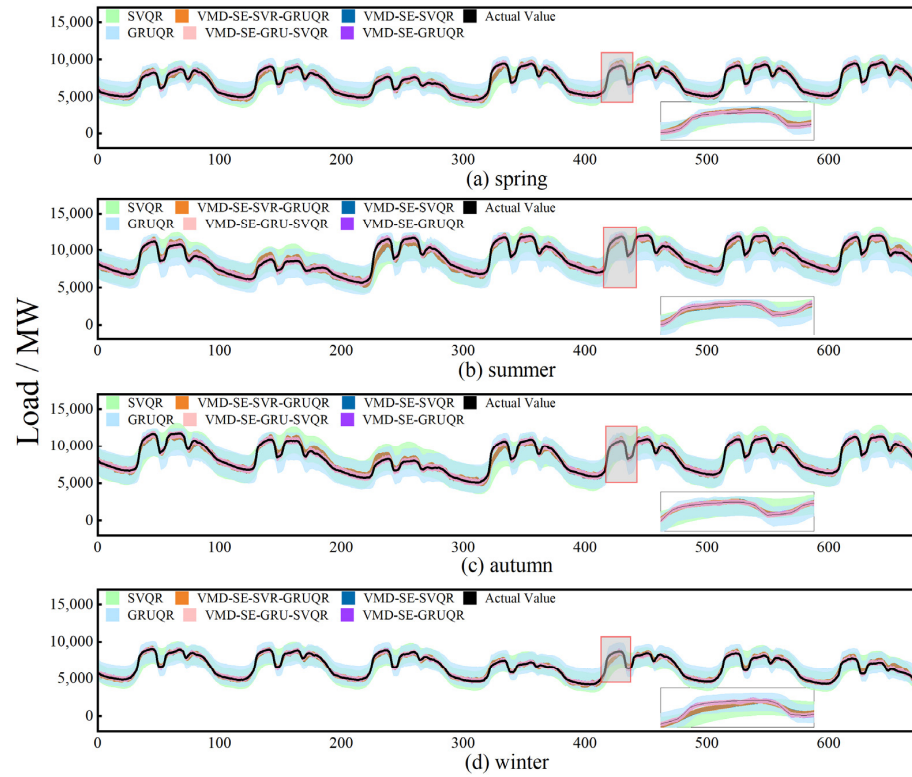 SVQR VMD-SE-SVR-GRUQR VMD-SE-SVQR Actual Value
GRUQR VMD-SE-GRU-SVQR VMD-SE-GRUQR
15,000
10,000
5,000
0
0 100 200 300 400 500 600
(a) spring
SVQR VMD-SE-SVR-GRUQR VMD-SE-SVQR Actual Value
GRUQR VMD-SE-GRU-SVQR VMD-SE-GRUQR
15,000
10,000
5,000
0
0 100 200 300 400 500 600
(b) summer
Load / MW
SVQR VMD-SE-SVR-GRUQR VMD-SE-SVQR Actual Value
GRUQR VMD-SE-GRU-SVQR VMD-SE-GRUQR
15,000
10,000
5,000
0
0 100 200 300 400 500 600
(c) autumn
SVQR VMD-SE-SVR-GRUQR VMD-SE-SVQR Actual Value
GRUQR VMD-SE-GRU-SVQR VMD-SE-GRUQR
15,000
10,000
5,000
0
0 100 200 300 400 500 600
(d) winter